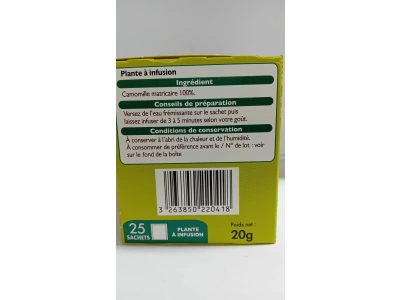 Plante à infusion
Ingrédient
Camomille matricaire 100%.
Conseils de préparation
Versez de l'eau frémissante sur le sachet puis
laissez infuser de 3 à 5 minutes selon votre goût.
Conditions de conservation
À conserver à l'abri de la chaleur et de l'humidité.
À consommer de préférence avant le / N° de lot : voir
sur le fond de la boîte
3 263850 220418
25
SACHETS
PLANTE
À INFUSION
Poids net :
20g